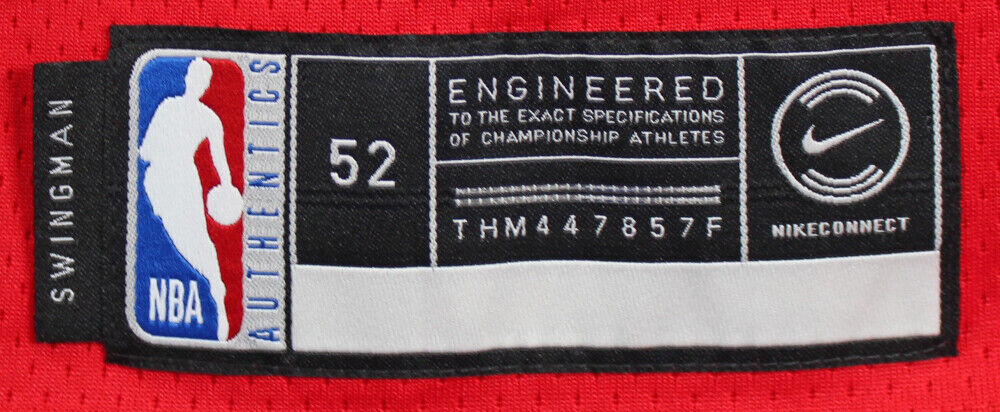 SWINGMAN
NBA
AUTHENTICS
52
ENGINEERED
TO THE EXACT SPECIFICATIONS
OF CHAMPIONSHIP ATHLETES
THM447857F
NIKECONNECT